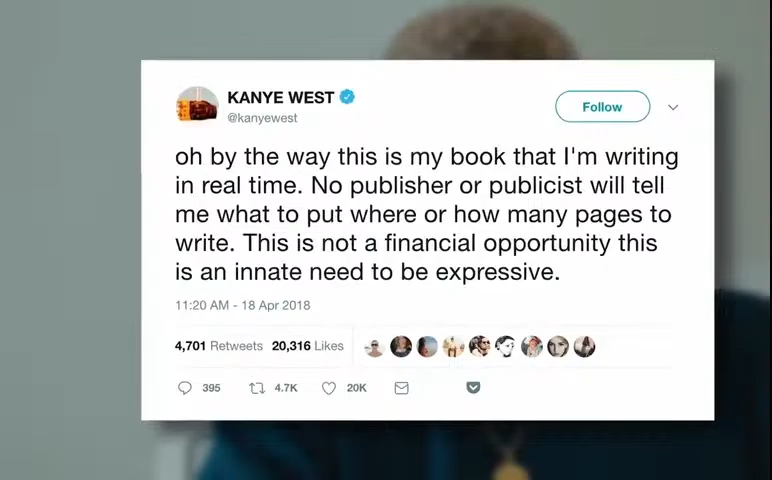 KANYE WEST
@kanyewest
Follow
oh by the way this is my book that I'm writing
in real time. No publisher or publicist will tell
me what to put where or how many pages to
write. This is not a financial opportunity this
is an innate need to be expressive.
11:20 AM - 18 Apr 2018
4,701 Retweets 20,316 Likes
395 4.7K 20K